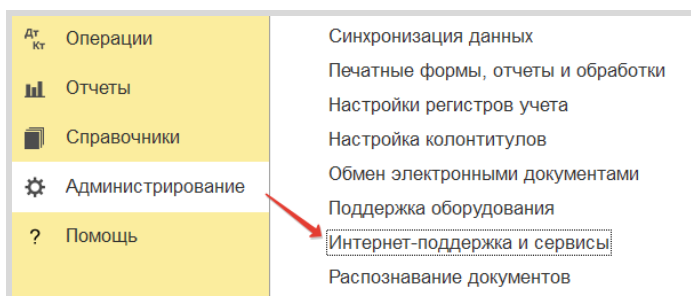 Дт Кт Операции
Отчеты
Справочники
Администрирование
? Помощь
Синхронизация данных
Печатные формы, отчеты и обработки
Настройки регистров учета
Настройка колонтитулов
Обмен электронными документами
Поддержка оборудования
Интернет-поддержка и сервисы
Распознавание документов